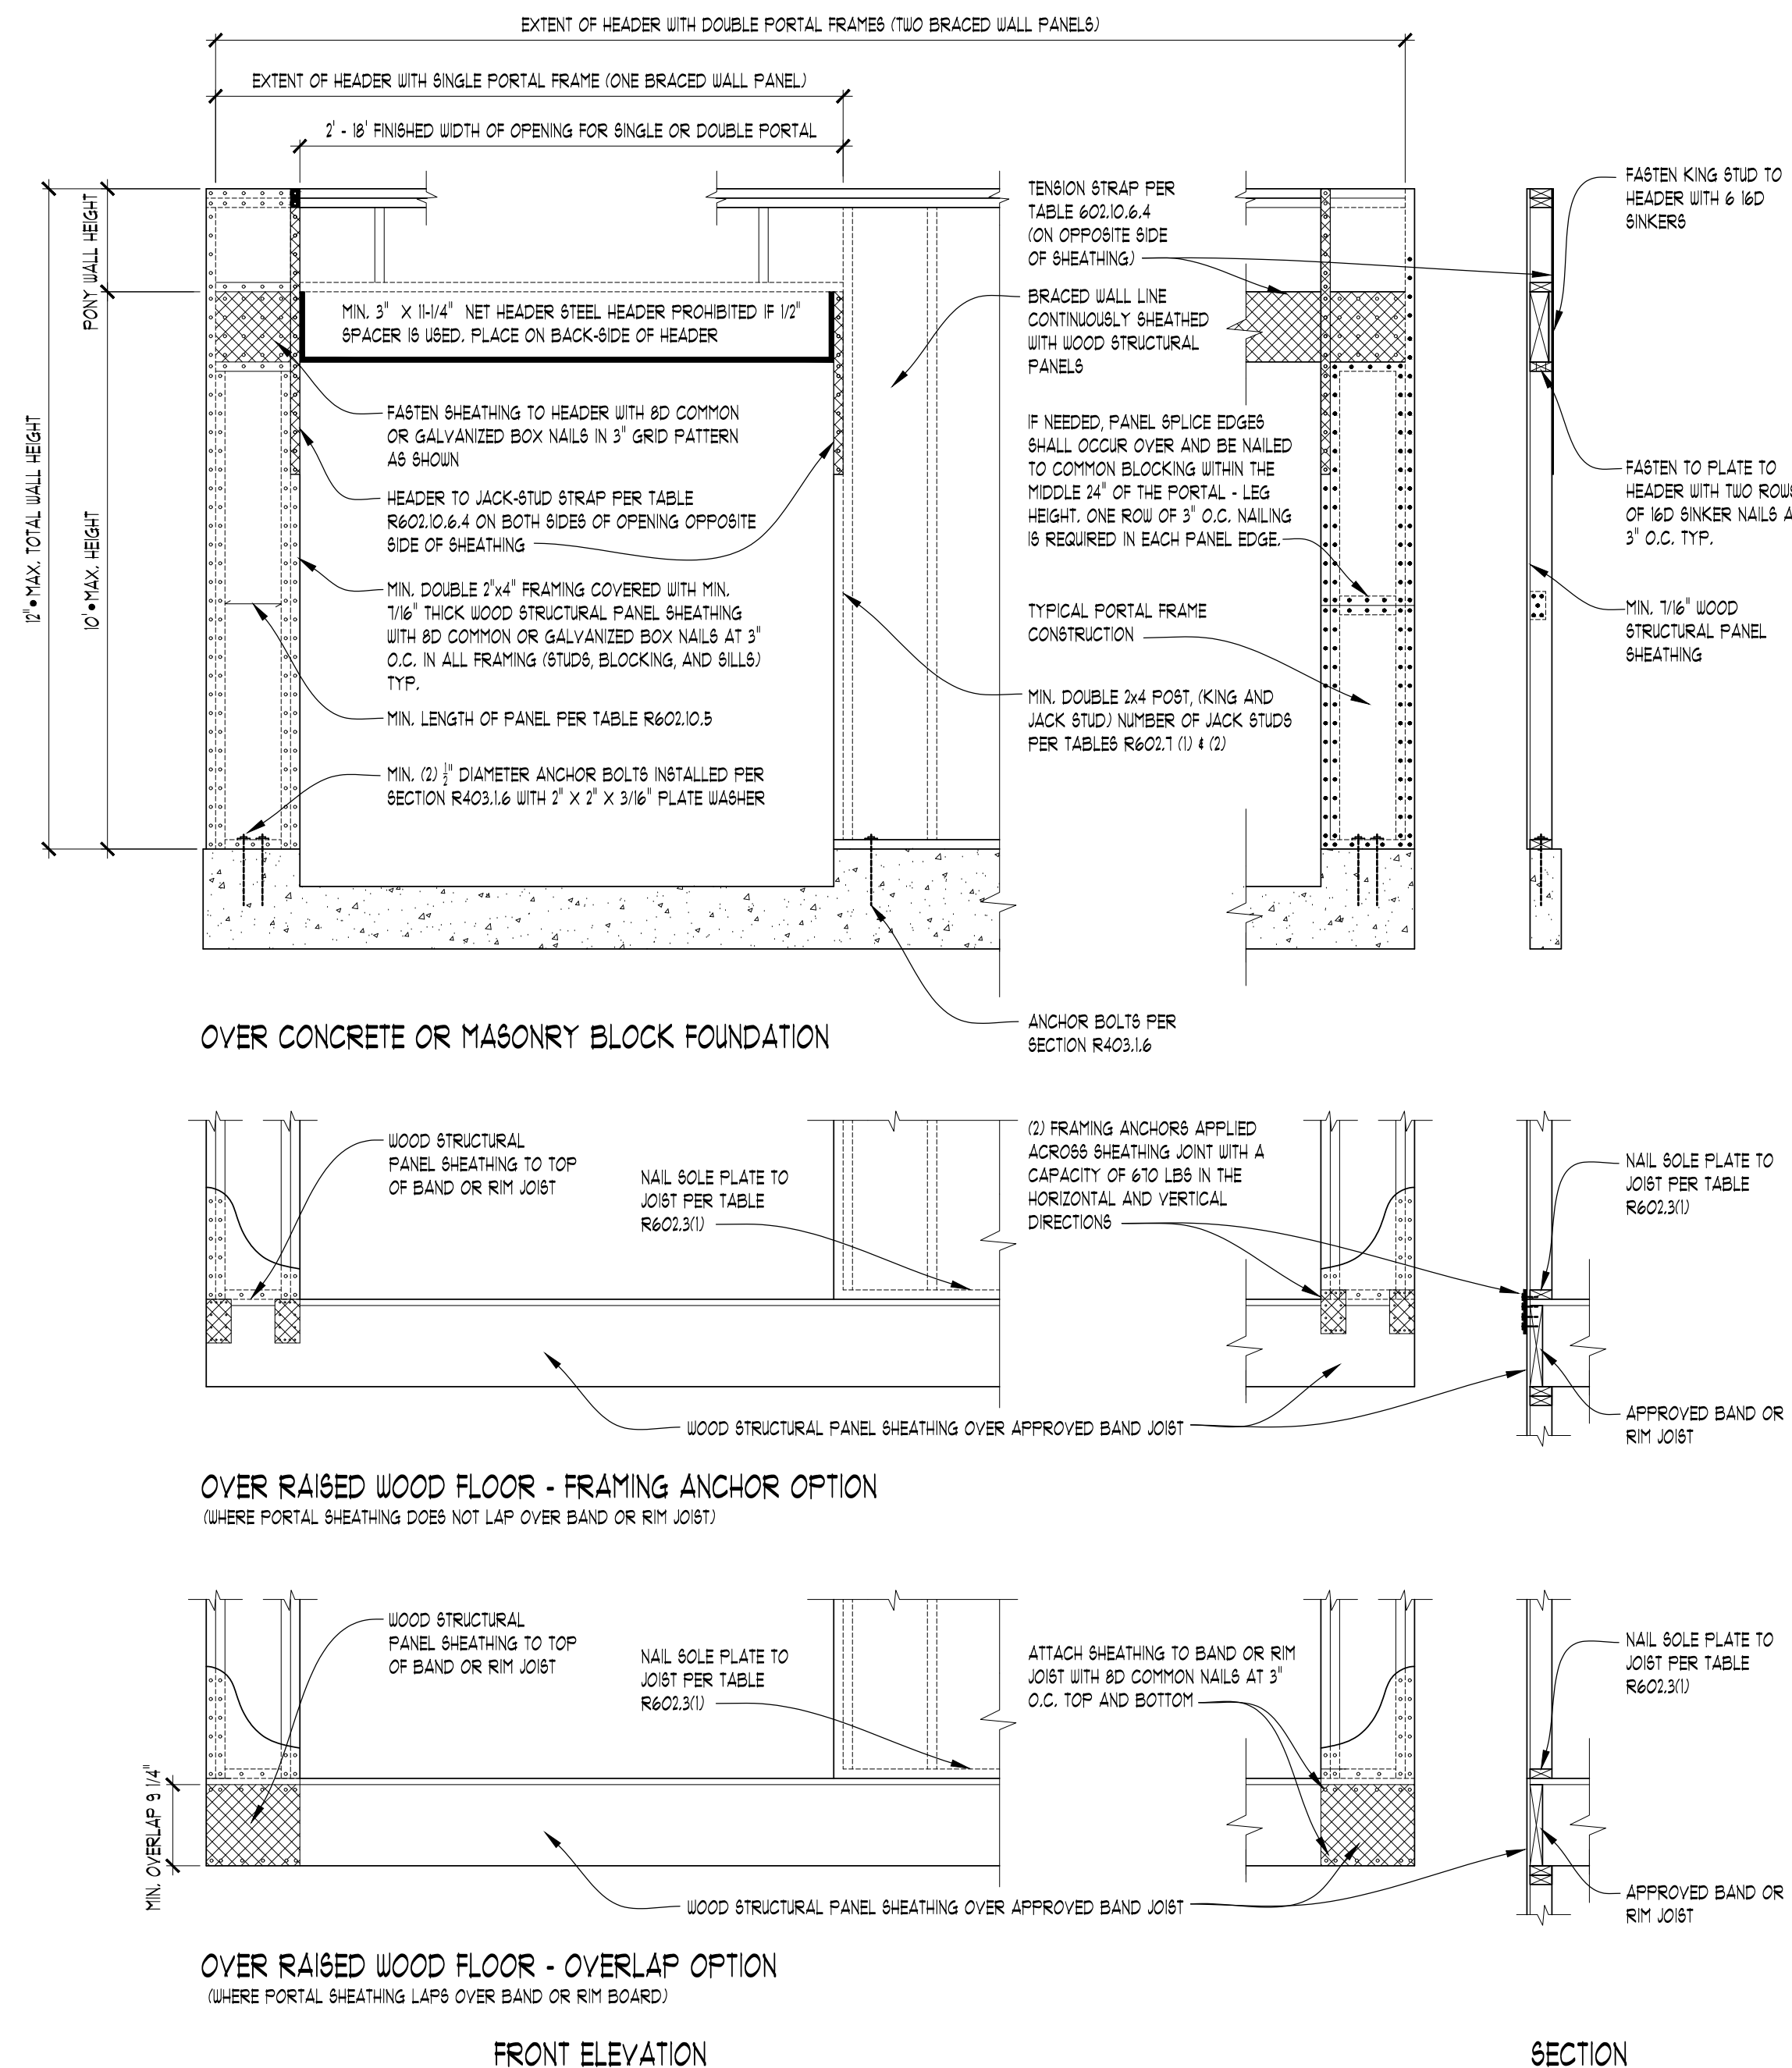 EXTENT OF HEADER WITH DOUBLE PORTAL FRAMES (TWO BRACED WALL PANELS)
EXTENT OF HEADER WITH SINGLE PORTAL FRAME (ONE BRACED WALL PANEL)
2' - 18' FINISHED WIDTH OF OPENING FOR SINGLE OR DOUBLE PORTAL
12"• MAX. TOTAL WALL HEIGHT
PONY WALL HEIGHT
10'• MAX. HEIGHT
MIN. 3" X 11-1/4" NET HEADER STEEL HEADER PROHIBITED IF 1/2"
SPACER IS USED. PLACE ON BACK-SIDE OF HEADER
FASTEN SHEATHING TO HEADER WITH 8D COMMON
OR GALVANIZED BOX NAILS IN 3" GRID PATTERN
AS SHOWN
HEADER TO JACK-STUD STRAP PER TABLE
R602.10.6.4 ON BOTH SIDES OF OPENING OPPOSITE
SIDE OF SHEATHING
MIN. DOUBLE 2"x4" FRAMING COVERED WITH MIN.
7/16" THICK WOOD STRUCTURAL PANEL SHEATHING
WITH 8D COMMON OR GALVANIZED BOX NAILS AT 3"
O.C. IN ALL FRAMING (STUDS, BLOCKING, AND SILLS)
TYP.
MIN. LENGTH OF PANEL PER TABLE R602.10.5
MIN. (2) 1/2" DIAMETER ANCHOR BOLTS INSTALLED PER
SECTION R403.1.6 WITH 2" X 2" X 3/16" PLATE WASHER
TENSION STRAP PER
TABLE 602.10.6.4
(ON OPPOSITE SIDE
OF SHEATHING)
BRACED WALL LINE
CONTINUOUSLY SHEATHED
WITH WOOD STRUCTURAL
PANELS
IF NEEDED, PANEL SPLICE EDGES
SHALL OCCUR OVER AND BE NAILED
TO COMMON BLOCKING WITHIN THE
MIDDLE 24" OF THE PORTAL - LEG
HEIGHT. ONE ROW OF 3" O.C. NAILING
IS REQUIRED IN EACH PANEL EDGE.
TYPICAL PORTAL FRAME
CONSTRUCTION
MIN. DOUBLE 2x4 POST, (KING AND
JACK STUD) NUMBER OF JACK STUDS
PER TABLES R602.7 (1) & (2)
ANCHOR BOLTS PER
SECTION R403.1.6
FASTEN KING STUD TO
HEADER WITH 6 16D
SINKERS
FASTEN TO PLATE TO
HEADER WITH TWO ROWS
OF 16D SINKER NAILS A
3" O.C. TYP.
MIN. 7/16" WOOD
STRUCTURAL PANEL
SHEATHING
OVER CONCRETE OR MASONRY BLOCK FOUNDATION
WOOD STRUCTURAL
PANEL SHEATHING TO TOP
OF BAND OR RIM JOIST
NAIL SOLE PLATE TO
JOIST PER TABLE
R602.3(1)
(2) FRAMING ANCHORS APPLIED
ACROSS SHEATHING JOINT WITH A
CAPACITY OF 670 LBS IN THE
HORIZONTAL AND VERTICAL
DIRECTIONS
NAIL SOLE PLATE TO
JOIST PER TABLE
R602.3(1)
WOOD STRUCTURAL PANEL SHEATHING OVER APPROVED BAND JOIST
APPROVED BAND OR
RIM JOIST
OVER RAISED WOOD FLOOR - FRAMING ANCHOR OPTION
(WHERE PORTAL SHEATHING DOES NOT LAP OVER BAND OR RIM JOIST)
WOOD STRUCTURAL
PANEL SHEATHING TO TOP
OF BAND OR RIM JOIST
NAIL SOLE PLATE TO
JOIST PER TABLE
R602.3(1)
ATTACH SHEATHING TO BAND OR RIM
JOIST WITH 8D COMMON NAILS AT 3"
O.C. TOP AND BOTTOM
NAIL SOLE PLATE TO
JOIST PER TABLE
R602.3(1)
MIN. OVERLAP 9 1/4"
WOOD STRUCTURAL PANEL SHEATHING OVER APPROVED BAND JOIST
APPROVED BAND OR
RIM JOIST
OVER RAISED WOOD FLOOR - OVERLAP OPTION
(WHERE PORTAL SHEATHING LAPS OVER BAND OR RIM BOARD)
FRONT ELEVATION
SECTION